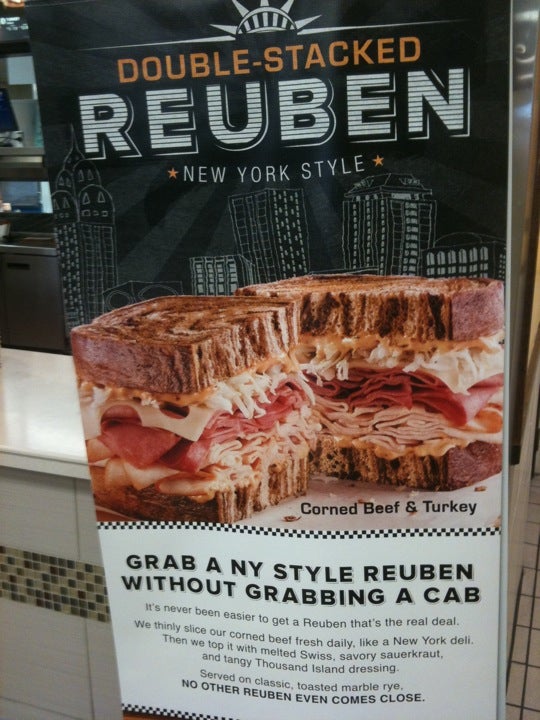 DOUBLE-STACKED
REUBEN
★NEW YORK STYLE★
Corned Beef & Turkey
GRAB A NY STYLE REUBEN
WITHOUT GRABBING A CAB
It's never been easier to get a Reuben that's the real deal.
We thinly slice our corned beef fresh daily, like a New York deli.
Then we top it with melted Swiss, savory sauerkraut,
and tangy Thousand Island dressing.
Served on classic, toasted marble rye,
NO OTHER REUBEN EVEN COMES CLOSE.